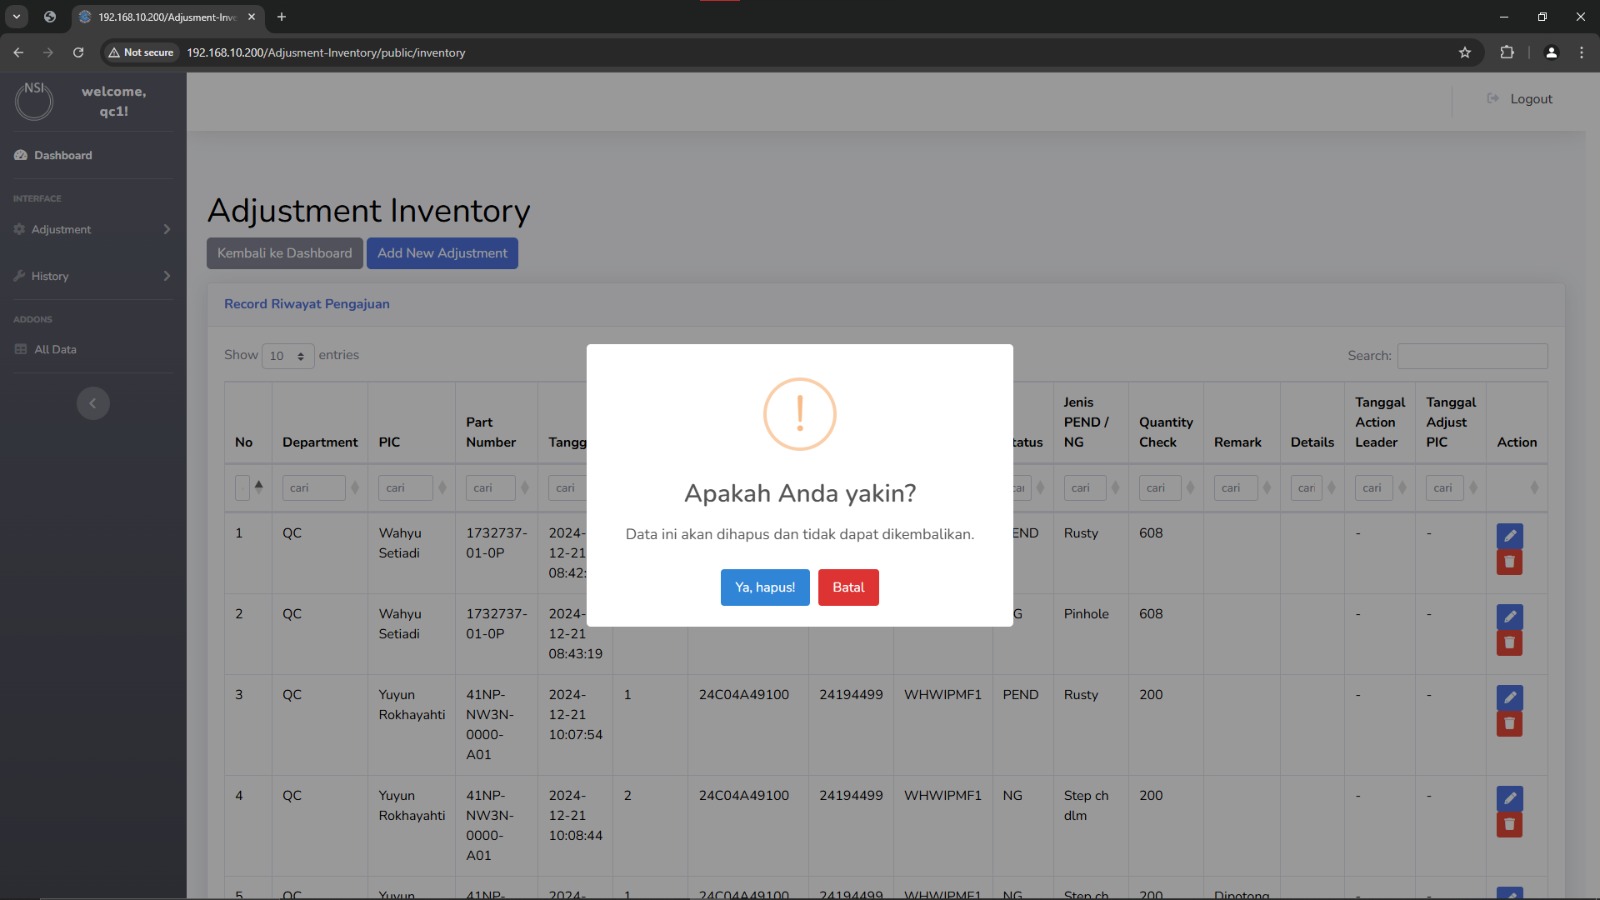 192.168.10.200/Adjusment-Inv
Not secure 192.168.10.200/Adjusment-Inventory/public/inventory
NSI
welcome,
qc1!
Dashboard
INTERFACE
Adjustment
History
ADDONS
All Data
Logout
Adjustment Inventory
Kembali ke Dashboard Add New Adjustment
Record Riwayat Pengajuan
Show 10 entries
Search:
No Department PIC Part Number Jenis PEND / NG Quantity Check Remark Details Tanggal Action Leader Tanggal Adjust PIC Action
cari cari cari cari cari cari cari cari cari cari
1 QC Wahyu Setiadi 1732737-01-0P 2024-12-21 Rusty 608 - -
2 QC Wahyu Setiadi 1732737-01-0P 2024-12-21 08:43:19 Pinhole 608 - -
3 QC Yuyun Rokhayahti 41NP-NW3N-0000-A01 2024-12-21 10:07:54 1 24C04A49100 24194499 WHWIPMF1 PEND Rusty 200 - -
4 QC Yuyun Rokhayahti 41NP-NW3N-0000-A01 2024-12-21 10:08:44 2 24C04A49100 24194499 WHWIPMF1 NG Step ch dlm 200 - -
5 QC Yuyun 41NP- 2024- 1 24C04A49100 24194499 WHWIPMF1 NG Step ch 200 Dipotong
Apakah Anda yakin?
Data ini akan dihapus dan tidak dapat dikembalikan.
Ya, hapus! Batal